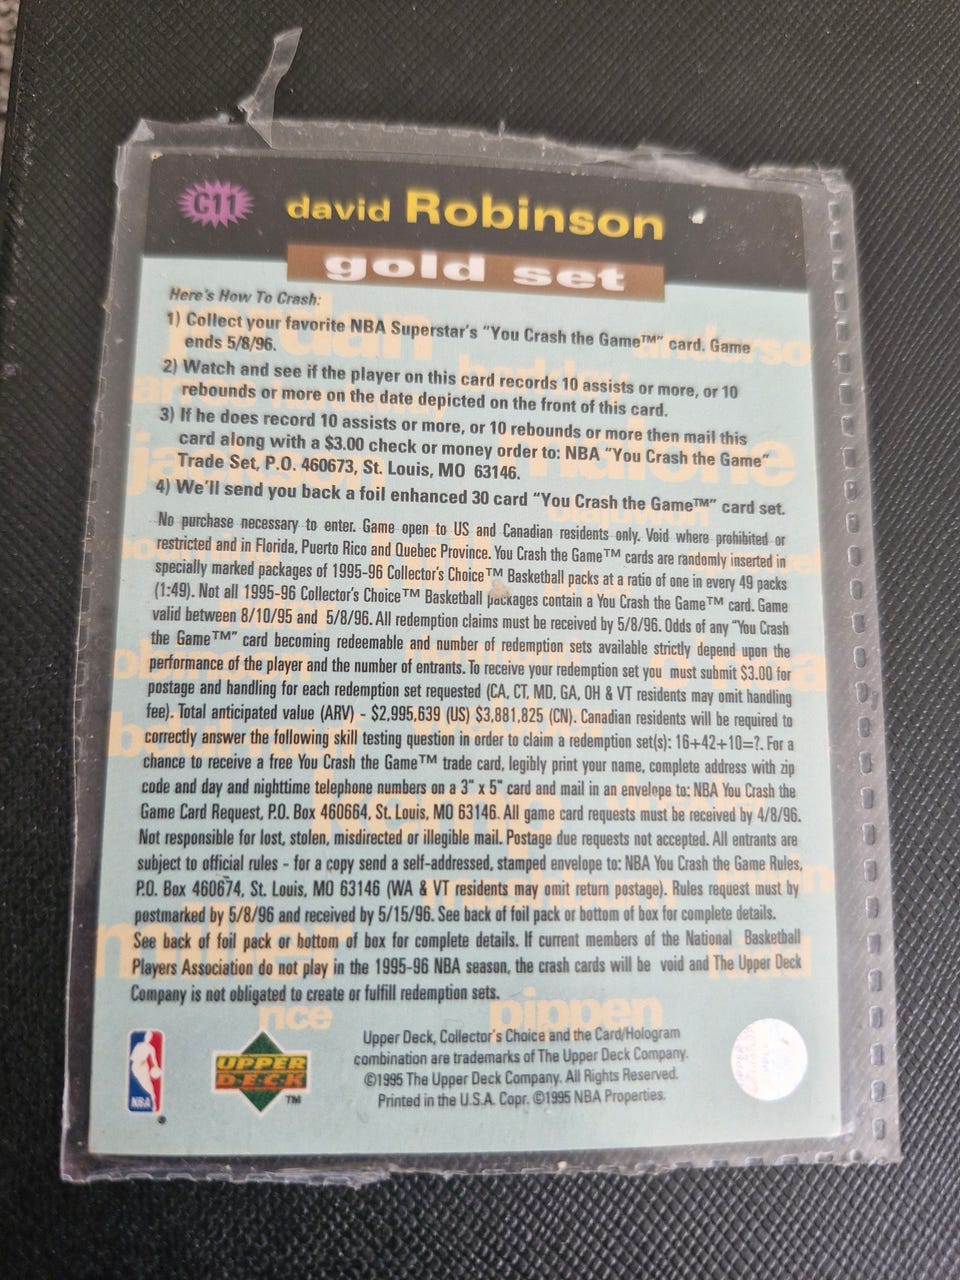 C11
david Robinson
gold set
Here's How To Crash:
1) Collect your favorite NBA Superstar's "You Crash the Game™" card. Game
ends 5/8/96.
2) Watch and see if the player on this card records 10 assists or more, or 10
rebounds or more on the date depicted on the front of this card.
3) If he does record 10 assists or more, or 10 rebounds or more then mail this
card along with a $3.00 check or money order to: NBA "You Crash the Game"
Trade Set, P.O. 460673, St. Louis, MO 63146.
4) We'll send you back a foil enhanced 30 card "You Crash the Game™" card set.
No purchase necessary to enter. Game open to US and Canadian residents only. Void where prohibited or
restricted and in Florida, Puerto Rico and Quebec Province. You Crash the Game™ cards are randomly inserted in
specially marked packages of 1995-96 Collector's Choice™ Basketball packs at a ratio of one in every 49 packs
(1:49). Not all 1995-96 Collector's Choice™ Basketball packages contain a You Crash the Game™ card. Game
valid between 8/10/95 and 5/8/96. All redemption claims must be received by 5/8/96. Odds of any "You Crash
the Game™" card becoming redeemable and number of redemption sets available strictly depend upon the
performance of the player and the number of entrants. To receive your redemption set you must submit $3.00 for
postage and handling for each redemption set requested (CA, CT, MD, GA, OH & VT residents may omit handling
fee). Total anticipated value (ARV) - $2,995,639 (US) $3,881,825 (CN). Canadian residents will be required to
correctly answer the following skill testing question in order to claim a redemption set(s): 16+42+10=?. For a
chance to receive a free You Crash the Game™ trade card, legibly print your name, complete address with zip
code and day and nighttime telephone numbers on a 3" x 5" card and mail in an envelope to: NBA You Crash the
Game Card Request, P.O. Box 460664, St. Louis, MO 63146. All game card requests must be received by 4/8/96.
Not responsible for lost, stolen, misdirected or illegible mail. Postage due requests not accepted. All entrants are
subject to official rules - for a copy send a self-addressed, stamped envelope to: NBA You Crash the Game Rules,
P.O. Box 460674, St. Louis, MO 63146 (WA & VT residents may omit return postage). Rules request must by
postmarked by 5/8/96 and received by 5/15/96. See back of foil pack or bottom of box for complete details.
See back of foil pack or bottom of box for complete details. If current members of the National Basketball
Players Association do not play in the 1995-96 NBA season, the crash cards will be void and The Upper Deck
Company is not obligated to create or fulfill redemption sets.
rice pippen
NBA
UPPER
DECK
TM
Upper Deck, Collector's Choice and the Card/Hologram
combination are trademarks of The Upper Deck Company.
©1995 The Upper Deck Company. All Rights Reserved.
Printed in the U.S.A. Copr. ©1995 NBA Properties.